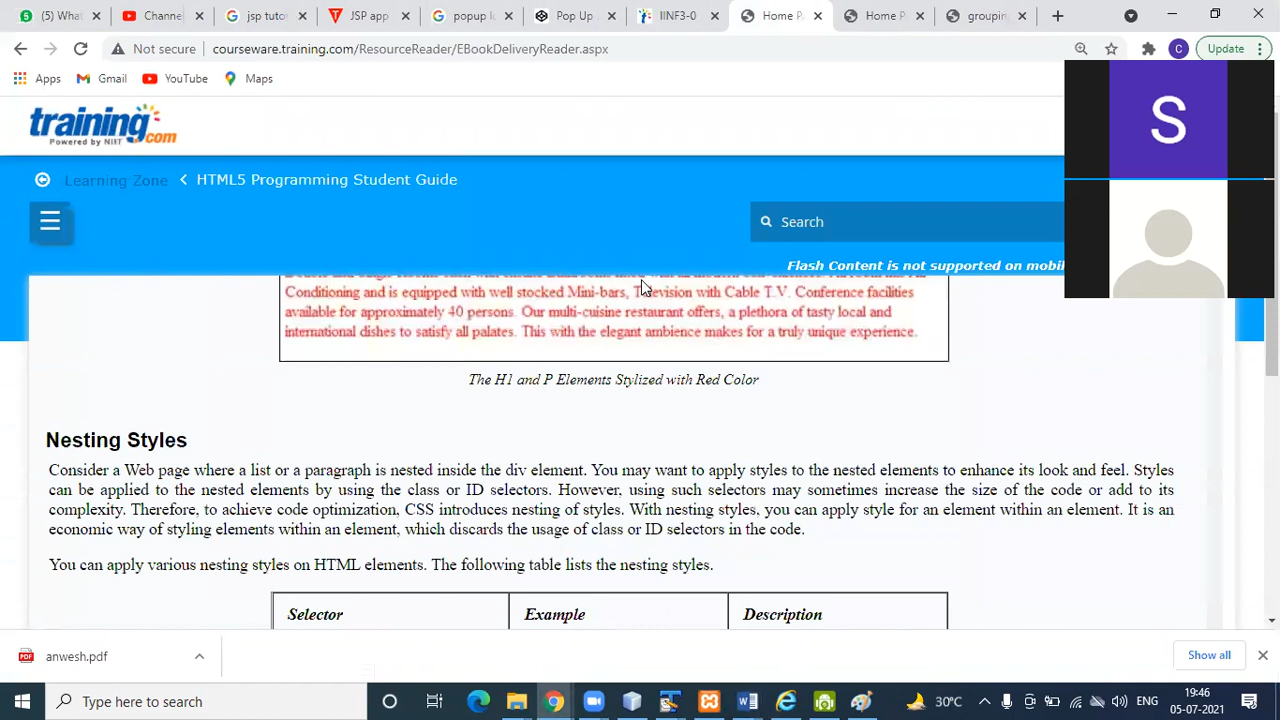 (5) What
Channe
jsp tuto
JSP app
popup lo
Pop Up
IINF3-0
Home P
Home P
groupin
Not secure
courseware.training.com/ResourceReader/EBookDeliveryReader.aspx
C
Update
Apps
Gmail
YouTube
Maps
training.com
Powered by NIIT
S
Learning Zone
HTML5 Programming Student Guide
Search
Flash Content is not supported on mobil
Conditioning and is equipped with well stocked Mini-bars, Television with Cable T.V. Conference facilities
available for approximately 40 persons. Our multi-cuisine restaurant offers, a plethora of tasty local and
international dishes to satisfy all palates. This with the elegant ambience makes for a truly unique experience.
The H1 and P Elements Stylized with Red Color
Nesting Styles
Consider a Web page where a list or a paragraph is nested inside the div element. You may want to apply styles to the nested elements to enhance its look and feel. Styles
can be applied to the nested elements by using the class or ID selectors. However, using such selectors may sometimes increase the size of the code or add to its
complexity. Therefore, to achieve code optimization, CSS introduces nesting of styles. With nesting styles, you can apply style for an element within an element. It is an
economic way of styling elements within an element, which discards the usage of class or ID selectors in the code.
You can apply various nesting styles on HTML elements. The following table lists the nesting styles.
Selector Example Description
anwesh.pdf
Show all
Type here to search
30°C
ENG
19:46
05-07-2021